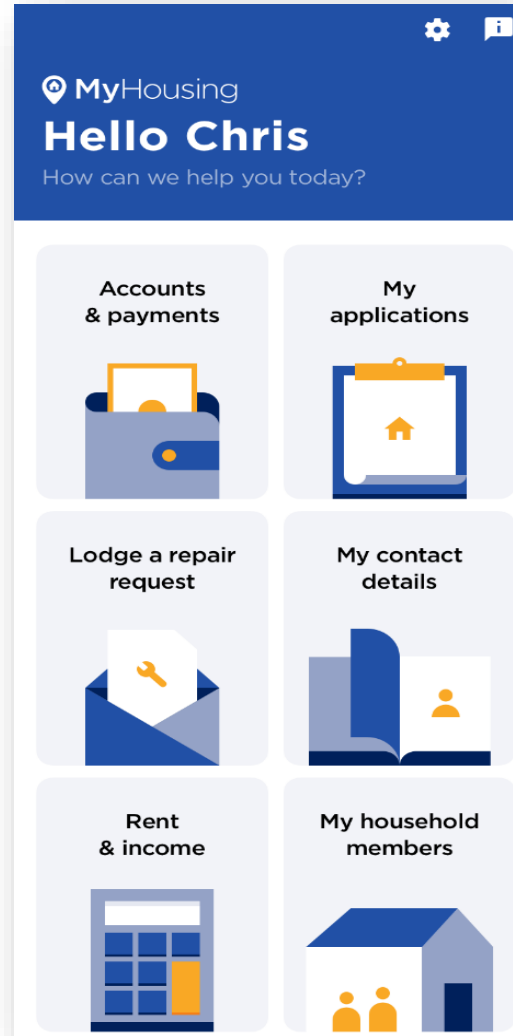 MyHousing
Hello Chris
How can we help you today?
Accounts
& payments
My
applications
Lodge a repair
request
My contact
details
Rent
& income
My household
members